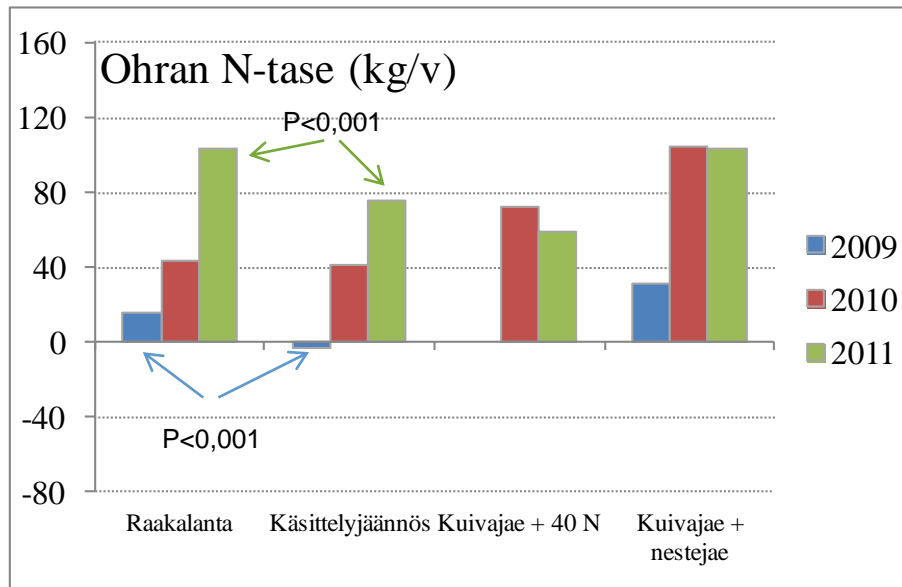 Ohran N-tase (kg/v)
160
120
80
40
0
-40
-80
P<0,001
P<0,001
Raakalanta
Käsittelyjäännös
Kuivajae + 40 N
Kuivajae +
nestejae
2009
2010
2011